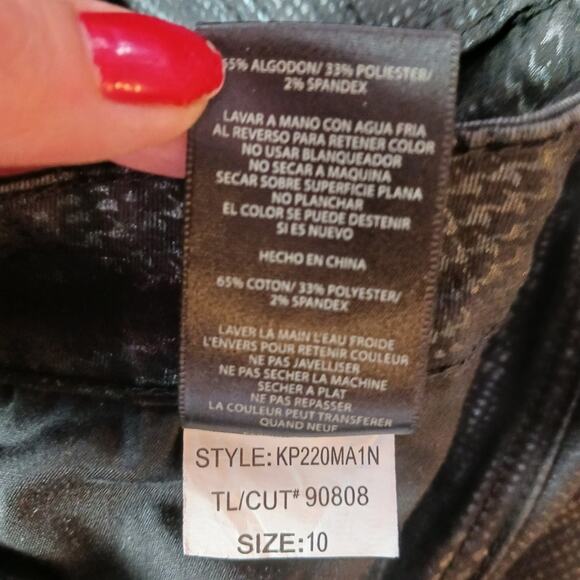 65% ALGODON/ 33% POLIESTER/
2% SPANDEX
LAVAR A MANO CON AGUA FRIA
AL REVERSO PARA RETENER COLOR
NO USAR BLANQUEADOR
NO SECAR A MAQUINA
SECAR SOBRE SUPERFICIE PLANA
NO PLANCHAR
EL COLOR SE PUEDE DESTENIR
SI ES NUEVO
HECHO EN CHINA
65% COTON/ 33% POLYESTER/
2% SPANDEX
LAVER LA MAIN L'EAU FROIDE
L'ENVERS POUR RETENIR COULEUR
NE PAS JAVELLISER
NE PAS SECHER LA MACHINE
SECHER A PLAT
NE PAS REPASSER
LA COULEUR PEUT TRANSFERER
QUAND NEUF
STYLE: KP220MA1N
TL/CUT# 90808
SIZE:10